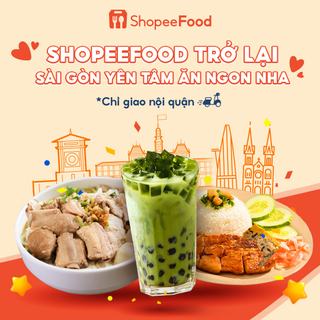 ShopeeFood
SHOPEEFOOD TRỞ LẠI
SÀI GÒN YÊN TÂM ĂN NGON NHA
*Chỉ giao nội quận